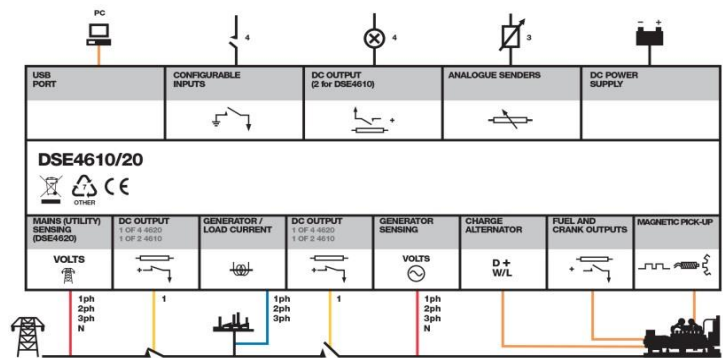 PC
4
4
3
- +
USB
PORT
CONFIGURABLE
INPUTS
DC OUTPUT
(2 for DSE4610)
ANALOGUE SENDERS
DC POWER
SUPPLY
+
DSE4610/20
7
OTHER
CE
MAINS (UTILITY)
SENSING
(DSE4620)
DC OUTPUT
1 OF 4 4620
1 OF 2 4610
GENERATOR /
LOAD CURRENT
DC OUTPUT
1 OF 4 4620
1 OF 2 4610
GENERATOR
SENSING
CHARGE
ALTERNATOR
FUEL AND
CRANK OUTPUTS
MAGNETIC PICK-UP
VOLTS
+
+
VOLTS
D +
W/L
+
1ph
2ph
3ph
N
1
1ph
2ph
3ph
1
1ph
2ph
3ph
N